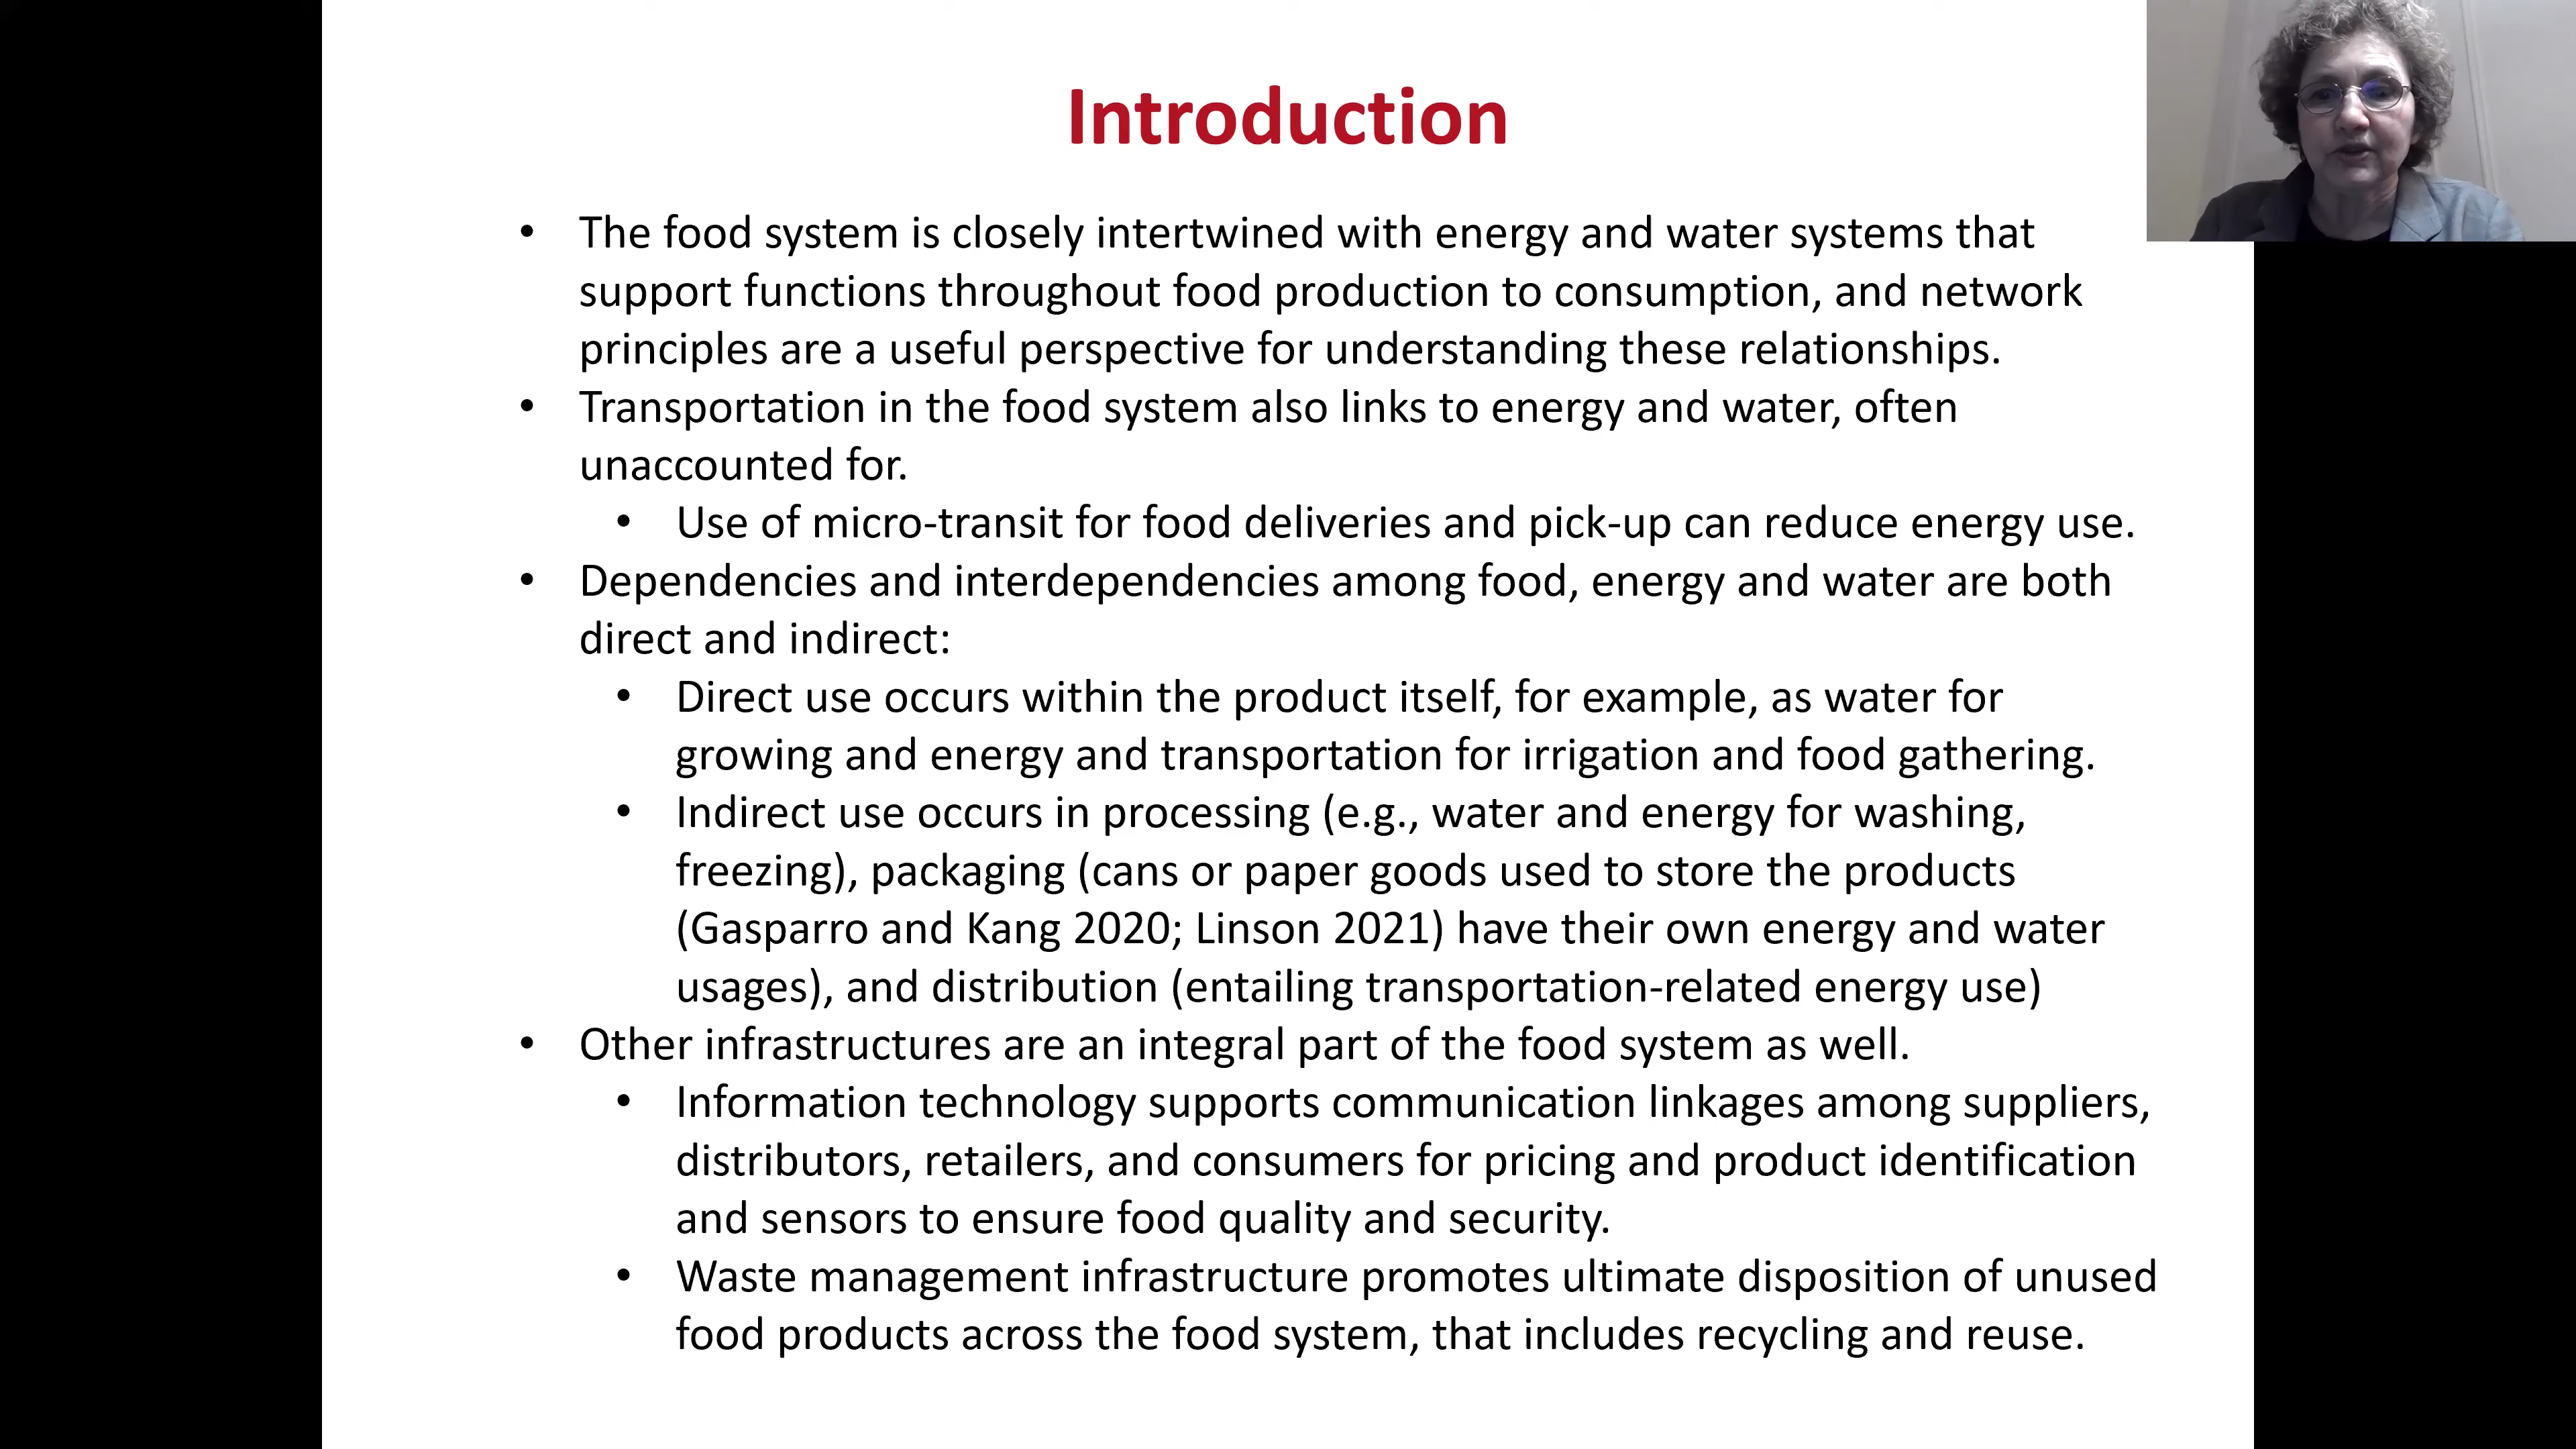 Introduction
• The food system is closely intertwined with energy and water systems that
support functions throughout food production to consumption, and network
principles are a useful perspective for understanding these relationships.
• Transportation in the food system also links to energy and water, often
unaccounted for.
• Use of micro-transit for food deliveries and pick-up can reduce energy use.
• Dependencies and interdependencies among food, energy and water are both
direct and indirect:
• Direct use occurs within the product itself, for example, as water for
growing and energy and transportation for irrigation and food gathering.
• Indirect use occurs in processing (e.g., water and energy for washing,
freezing), packaging (cans or paper goods used to store the products
(Gasparro and Kang 2020; Linson 2021) have their own energy and water
usages), and distribution (entailing transportation-related energy use)
• Other infrastructures are an integral part of the food system as well.
• Information technology supports communication linkages among suppliers,
distributors, retailers, and consumers for pricing and product identification
and sensors to ensure food quality and security.
• Waste management infrastructure promotes ultimate disposition of unused
food products across the food system, that includes recycling and reuse.